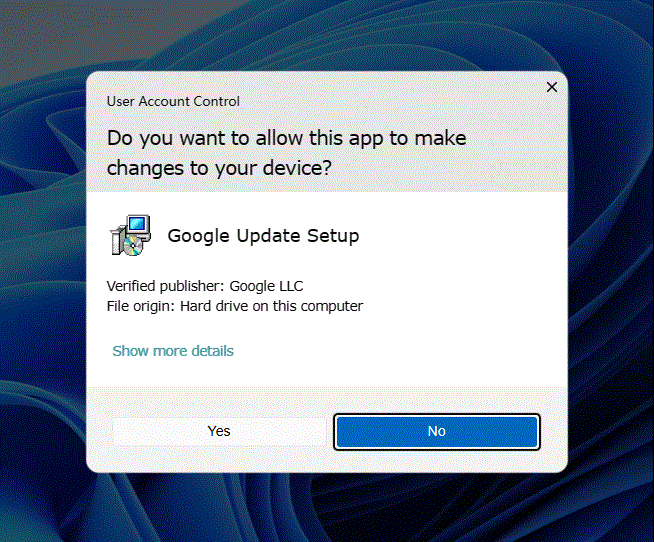 User Account Control
Do you want to allow this app to make
changes to your device?
Google Update Setup
Verified publisher: Google LLC
File origin: Hard drive on this computer
Show more details
Yes
No